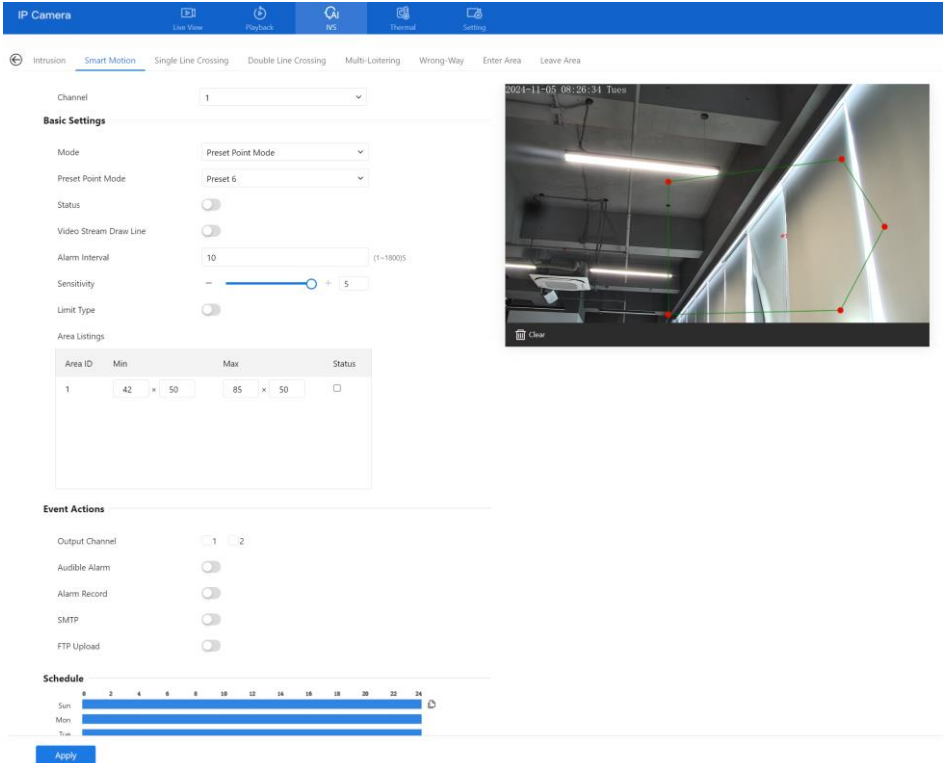 IP Camera
Live View Playback IVS Thermal Setting
Intrusion Smart Motion Single Line Crossing Double Line Crossing Multi-Loitering Wrong-Way Enter Area Leave Area
Channel 1
2024-11-05 08:26:34 Tues
Basic Settings
Mode Preset Point Mode
Preset Point Mode Preset 6
Status
Video Stream Draw Line
Alarm Interval 10 (1~1800)S
Sensitivity − + 5
Limit Type
Clear
Area Listings
Area ID Min Max Status
1 42 × 50 85 × 50
Event Actions
Output Channel 1 2
Audible Alarm
Alarm Record
SMTP
FTP Upload
Schedule
0 2 4 6 8 10 12 14 16 18 20 22 24
Sun
Mon
Tue
Apply